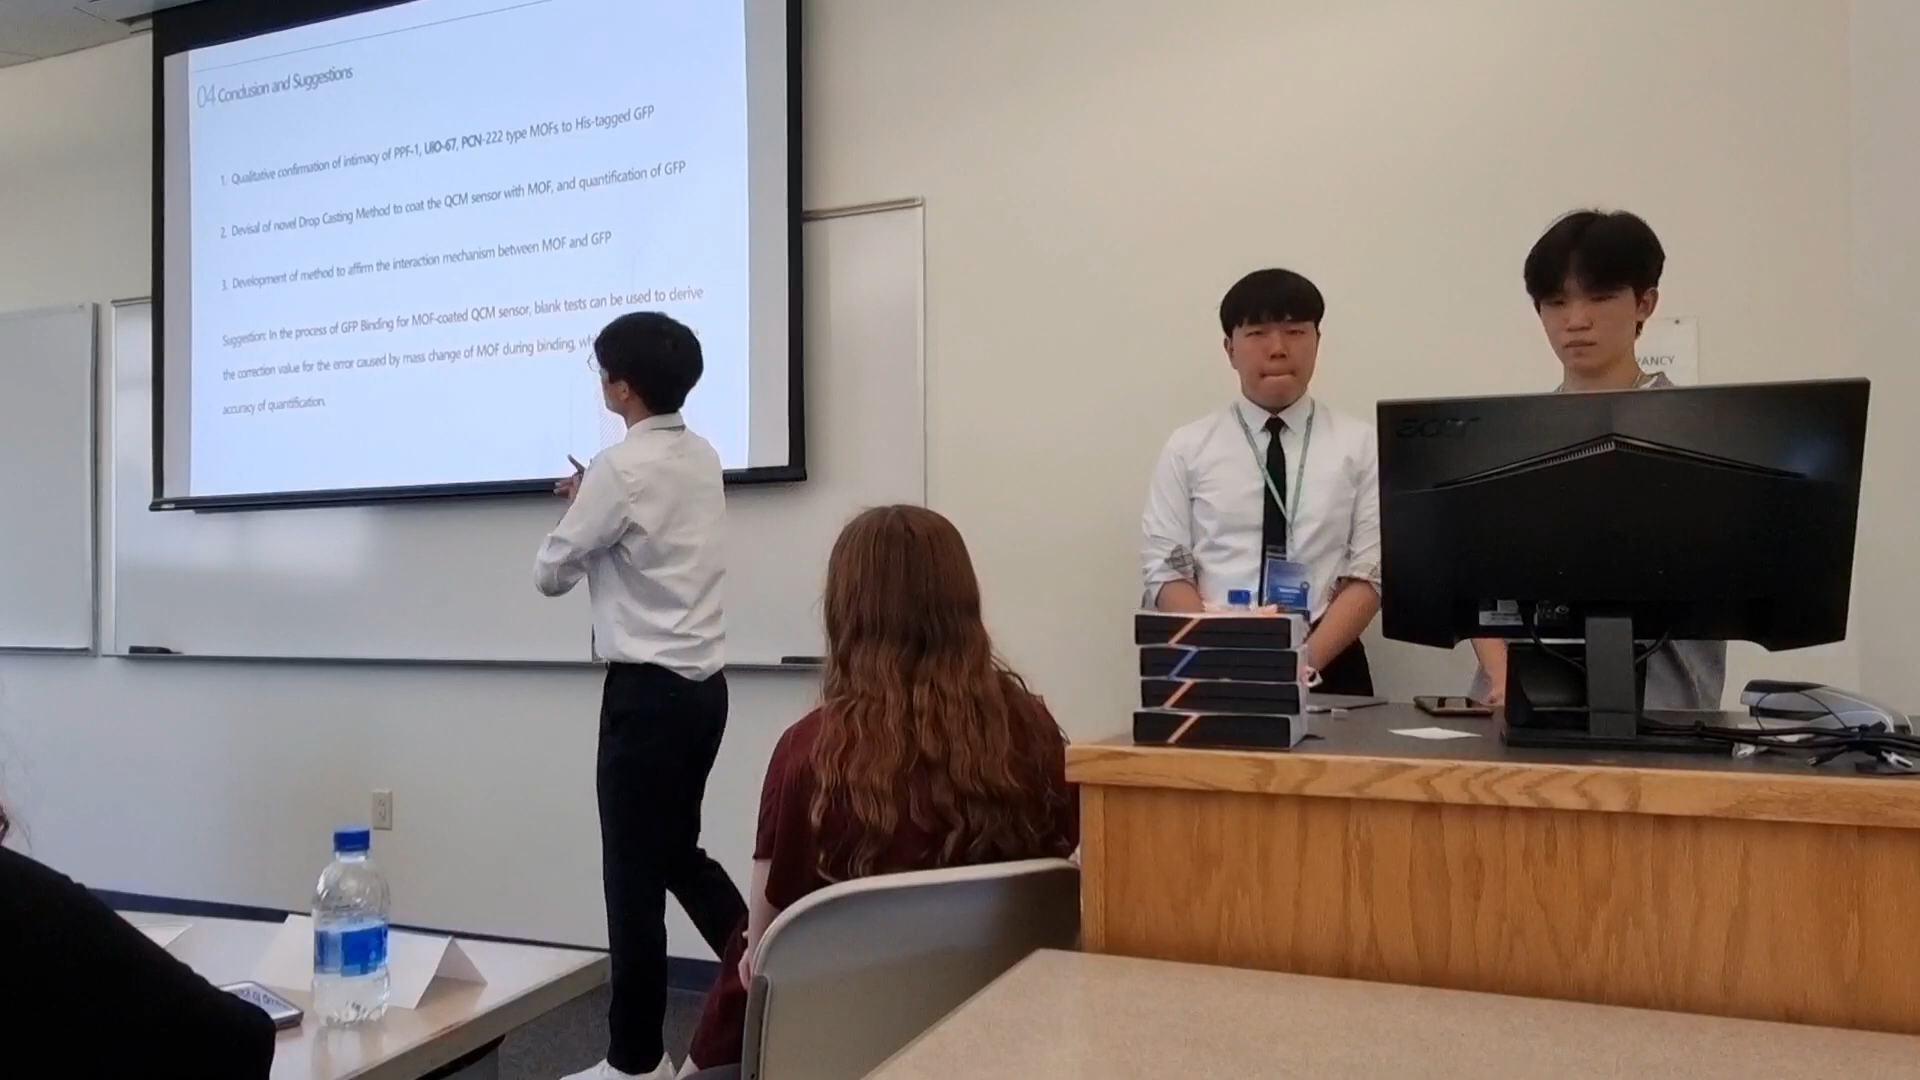 04 Conclusion and Suggestions
1. Qualitative confirmation of intimacy of PPF-1, UiO-67, PCN-222 type MOFs to His-tagged GFP
2. Devisal of novel Drop Casting Method to coat the QCM sensor with MOF, and quantification of GFP
3. Development of method to affirm the interaction mechanism between MOF and GFP
Suggestion: In the process of GFP Binding for MOF-coated QCM sensor, blank tests can be used to derive
the correction value for the error caused by mass change of MOF during binding,
accuracy of quantification.
acer